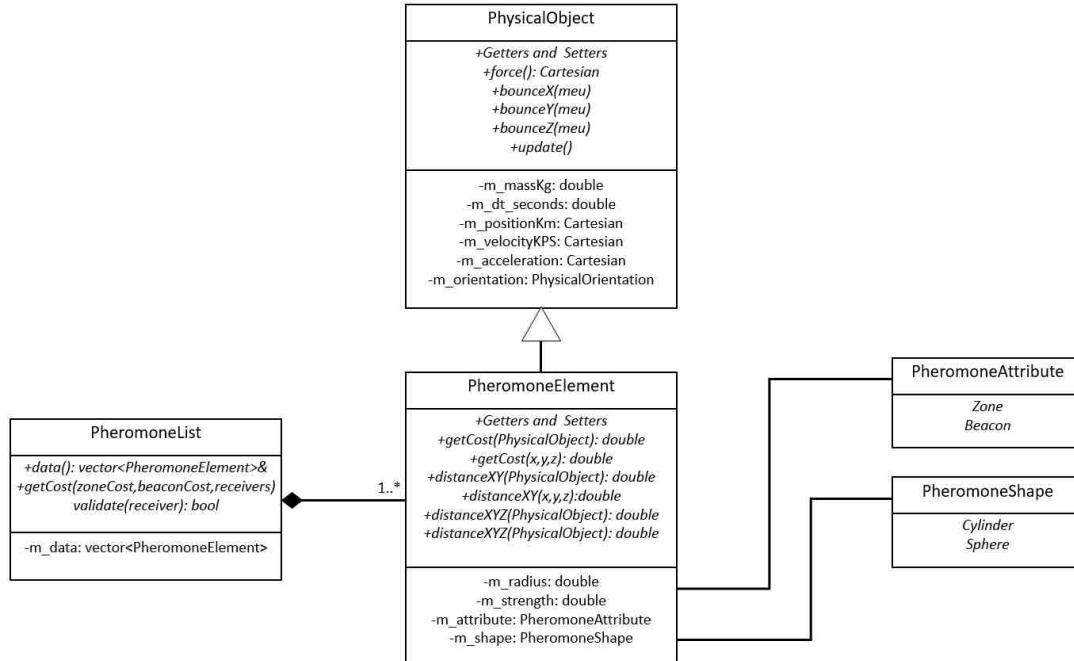 PhysicalObject
+Getters and Setters
+force(): Cartesian
+bounceX(meu)
+bounceY(meu)
+bounceZ(meu)
+update()
-m_massKg: double
-m_dt_seconds: double
-m_positionKm: Cartesian
-m_velocityKPS: Cartesian
-m_acceleration: Cartesian
-m_orientation: PhysicalOrientation
PheromoneList
+data(): vector<PheromoneElement>&
+getCost(zoneCost,beaconCost,receivers)
validate(receiver): bool
-m_data: vector<PheromoneElement>
1..*
PheromoneElement
+Getters and Setters
+getCost(PhysicalObject): double
+getCost(x,y,z): double
+distanceXY(PhysicalObject): double
+distanceXY(x,y,z):double
+distanceXYZ(PhysicalObject): double
+distanceXYZ(PhysicalObject): double
-m_radius: double
-m_strength: double
-m_attribute: PheromoneAttribute
-m_shape: PheromoneShape
PheromoneAttribute
Zone
Beacon
PheromoneShape
Cylinder
Sphere